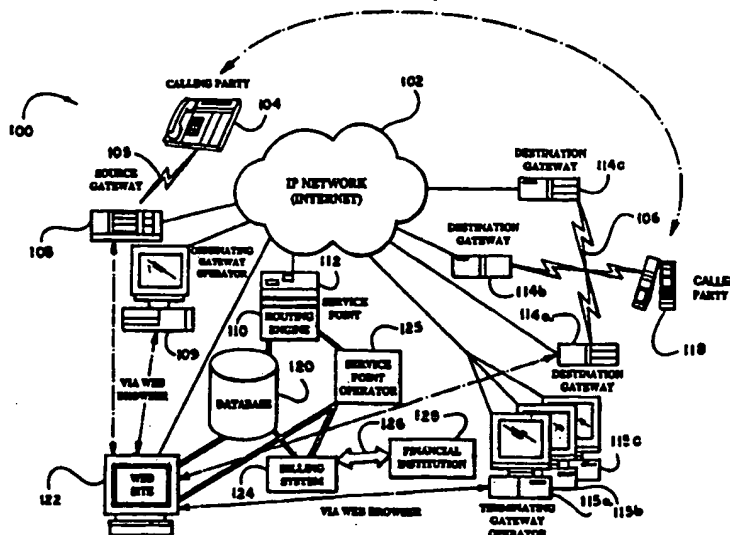 CALLING PARTY
104
102
100
103
SOURCE
GATEWAY
108
IP NETWORK
(INTERNET)
DESTINATION
GATEWAY
114c
106
DESTINATION
GATEWAY
114b
CALLED
PARTY
118
ORIGINATING
GATEWAY
OPERATOR
109
112
SERVICE
POINT
110
ROUTING
ENGINE
114a
DESTINATION
GATEWAY
125
SERVICE
POINT
OPERATOR
120
DATABASE
VIA WEB
BROWSER
126
FINANCIAL
INSTITUTION
115c
122
WEB
SITE
124
BILLING
SYSTEM
VIA WEB BROWSER
TERMINATING
GATEWAY
OPERATOR
115a
115b